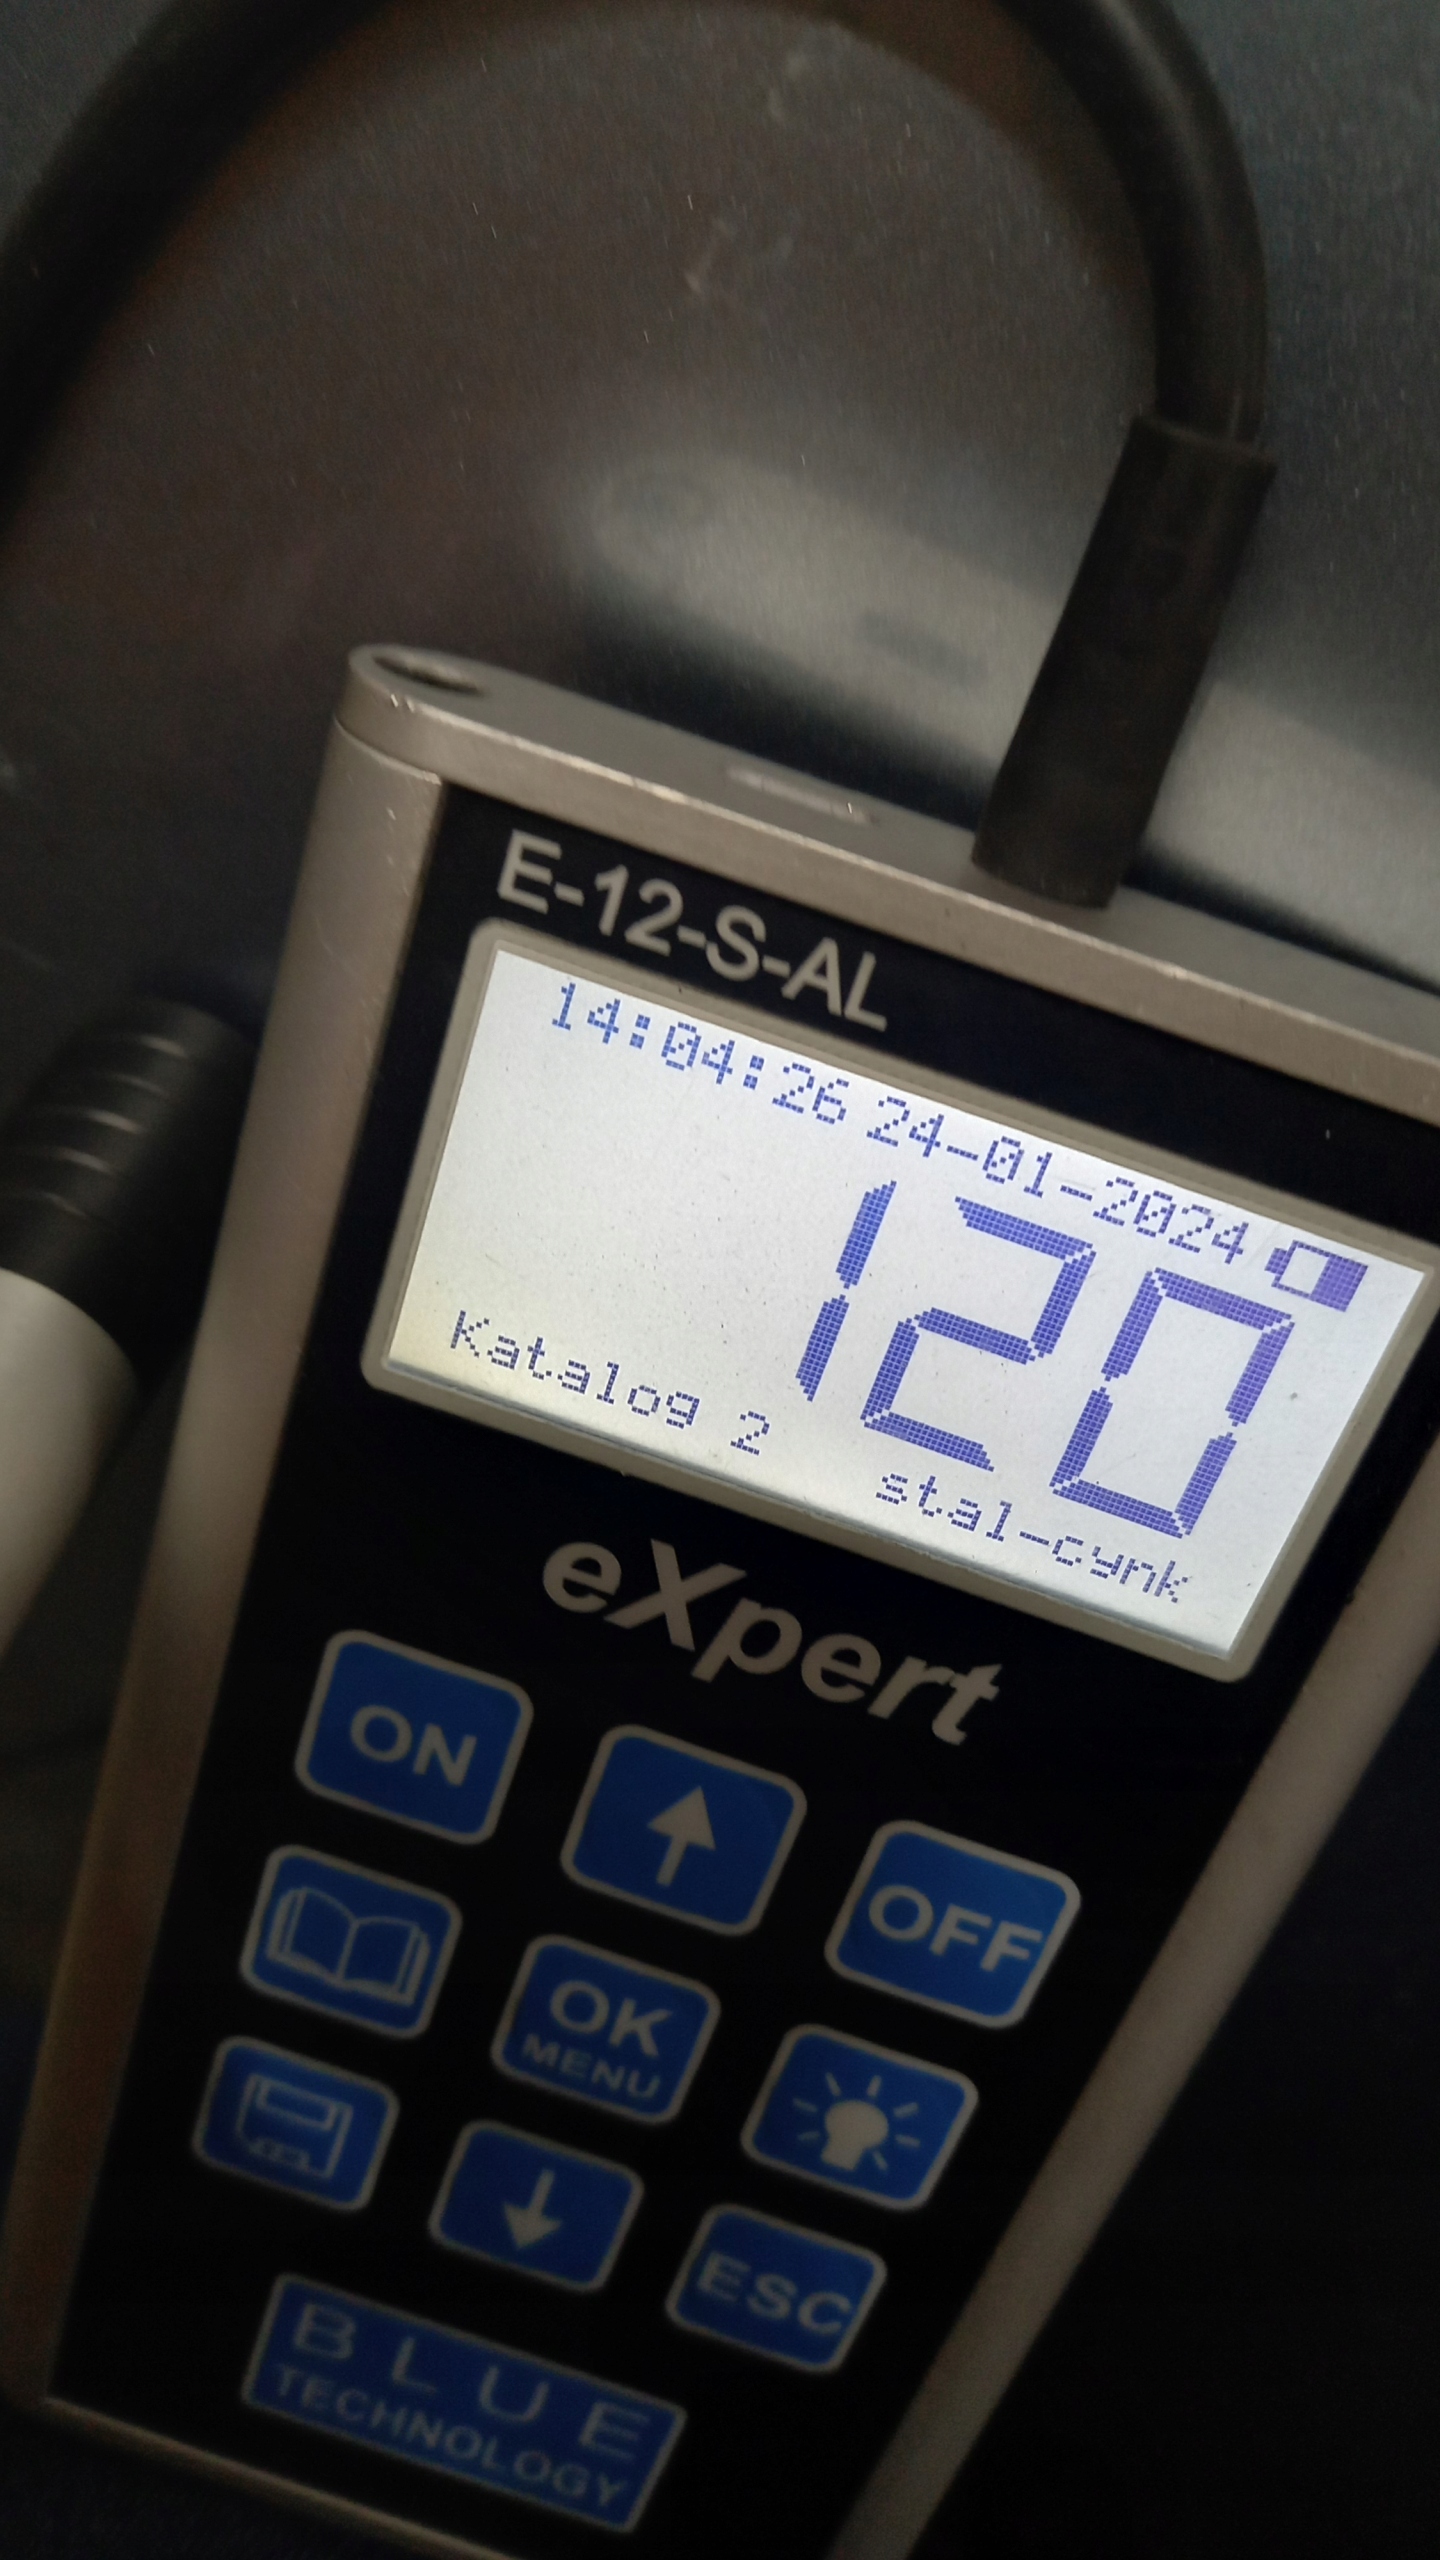 E-12-S-AL
14:04:26 24-01-2024
120
Katalog 2 stal-cynk
eXpert
ON
OFF
OK
MENU
ESC
BLUE
TECHNOLOGY